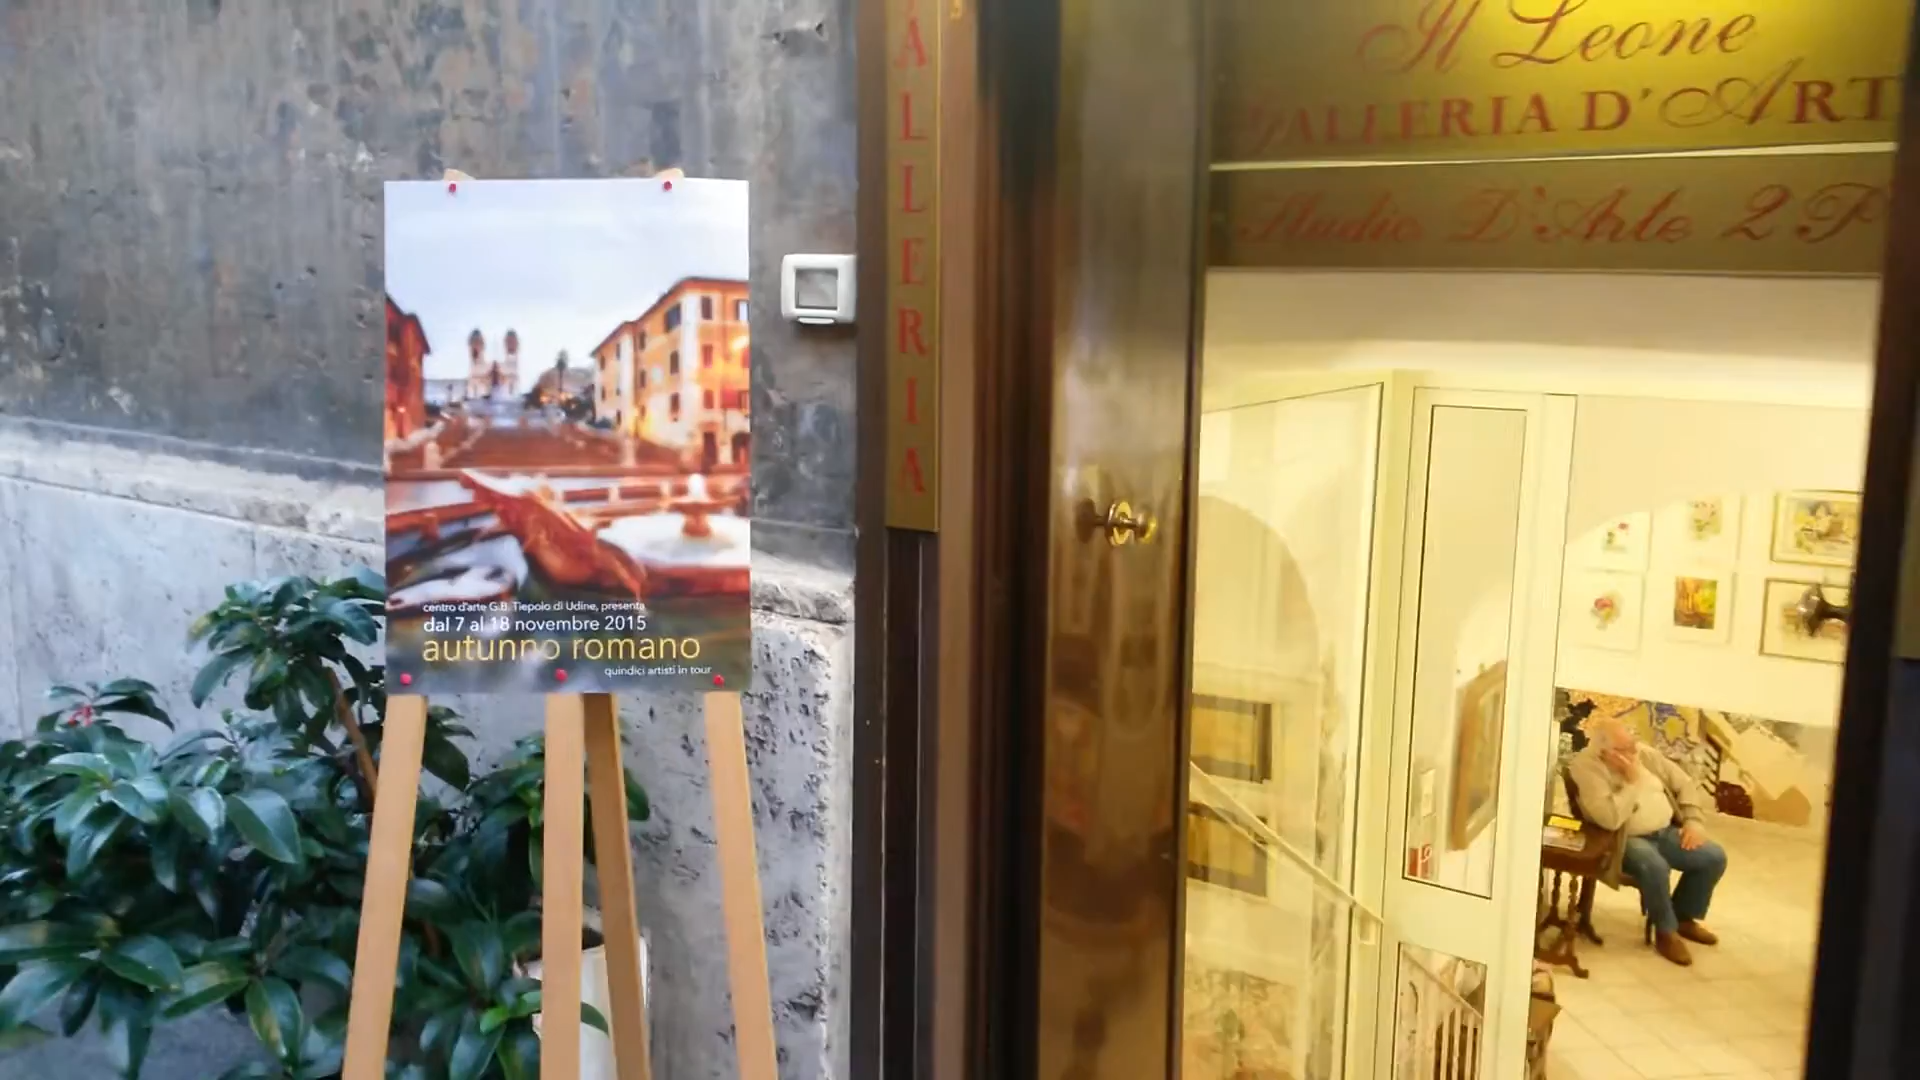 centro d'arte G.B. Tiepolo di Udine, presenta
dal 7 al 18 novembre 2015
autunno romano
quindici artisti in tour
ALLERIA
Il Leone
GALLERIA D'ART
Studio D'Arte 2P